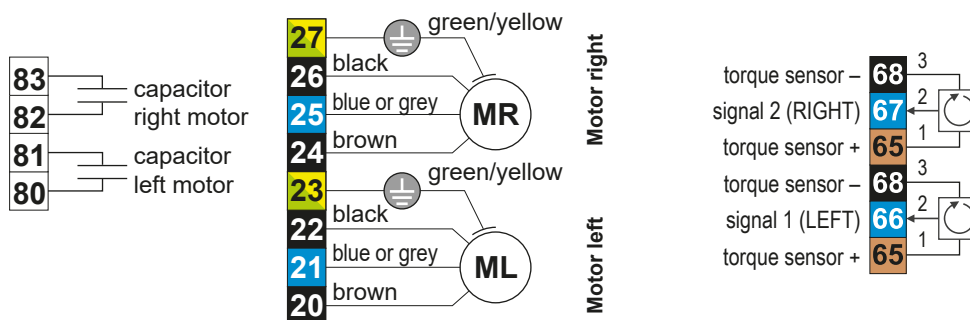 83
82
81
80
capacitor
right motor
capacitor
left motor
27
26
25
24
23
22
21
20
green/yellow
black
blue or grey
brown
MR
Motor right
green/yellow
black
blue or grey
brown
ML
Motor left
torque sensor – 68 3
signal 2 (RIGHT) 67 2
torque sensor + 65 1
torque sensor – 68 3
signal 1 (LEFT) 66 2
torque sensor + 65 1